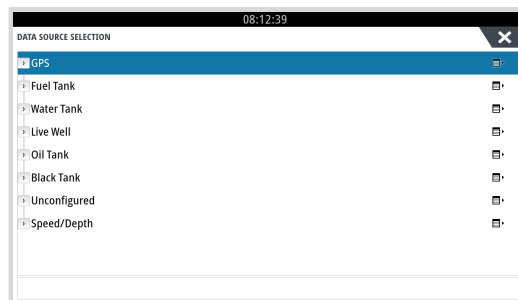 08:12:39
DATA SOURCE SELECTION
GPS
Fuel Tank
Water Tank
Live Well
Oil Tank
Black Tank
Unconfigured
Speed/Depth